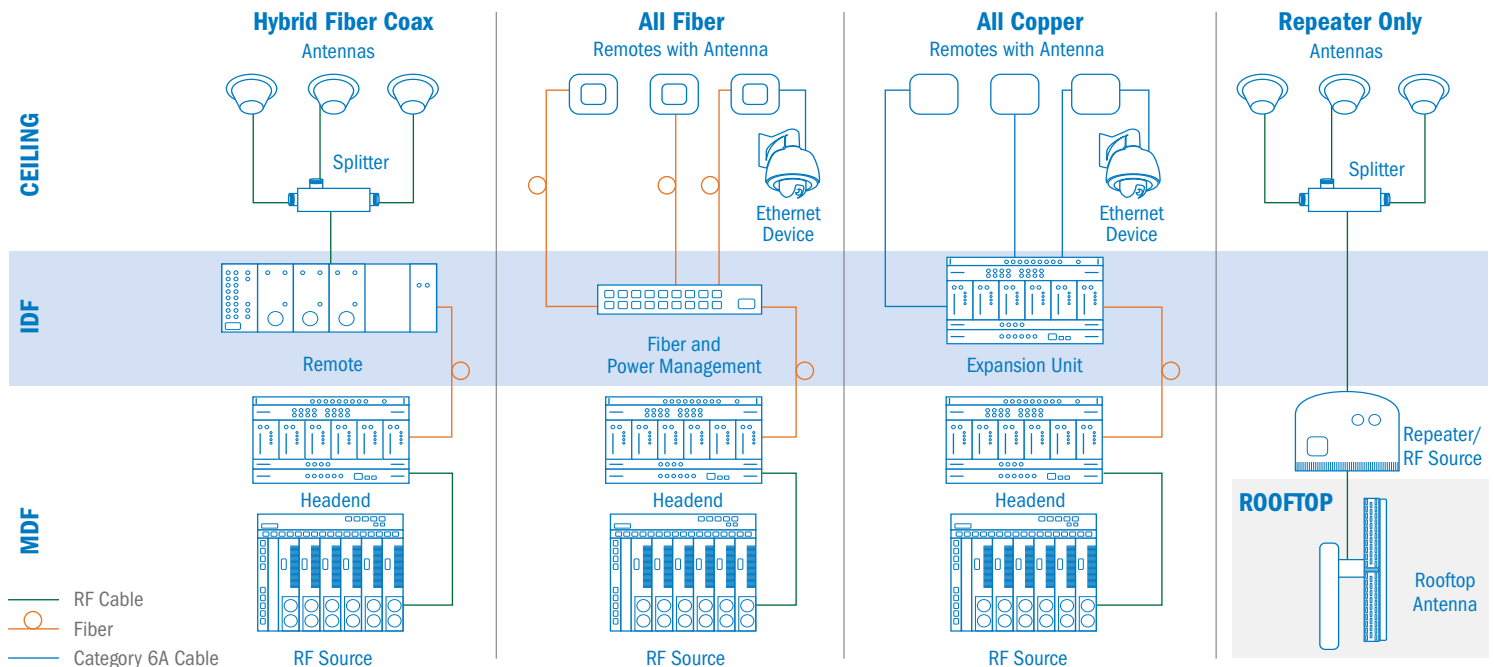 Hybrid Fiber Coax
All Fiber
All Copper
Repeater Only
Antennas
Remotes with Antenna
Remotes with Antenna
Antennas
CEILING
Splitter
Ethernet
Device
Ethernet
Device
Splitter
IDF
Remote
Fiber and
Power Management
Expansion Unit
MDF
Headend
Headend
Headend
Repeater/
RF Source
ROOFTOP
Rooftop
Antenna
RF Source
RF Source
RF Source
RF Cable
Fiber
Category 6A Cable